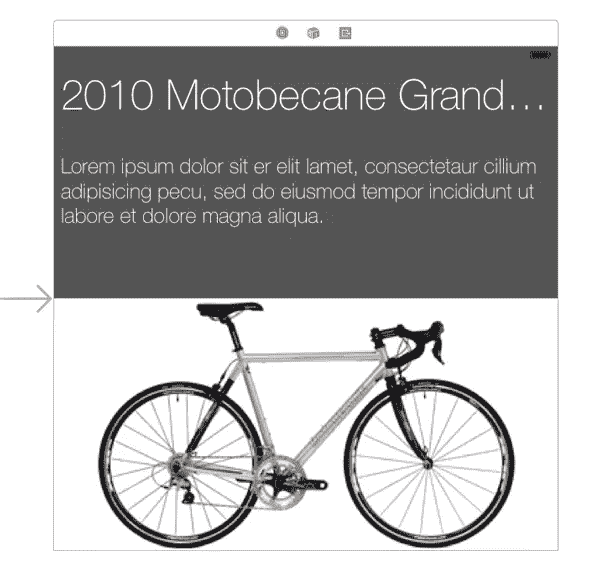 2010 Motobecane Grand…
Lorem ipsum dolor sit er elit lamet, consectetaur cillium
adipisicing pecu, sed do eiusmod tempor incididunt ut
labore et dolore magna aliqua.